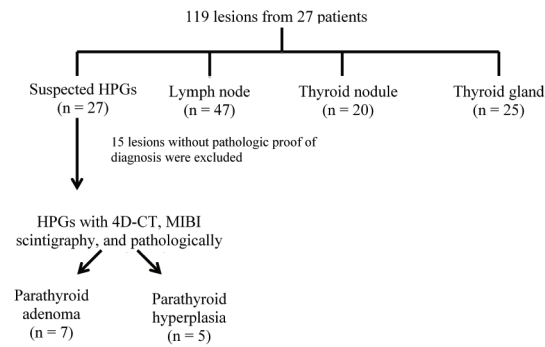 119 lesions from 27 patients
Suspected HPGs
(n = 27)
Lymph node
(n = 47)
Thyroid nodule
(n = 20)
Thyroid gland
(n = 25)
15 lesions without pathologic proof of
diagnosis were excluded
HPGs with 4D-CT, MIBI
scintigraphy, and pathologically
Parathyroid
adenoma
(n = 7)
Parathyroid
hyperplasia
(n = 5)